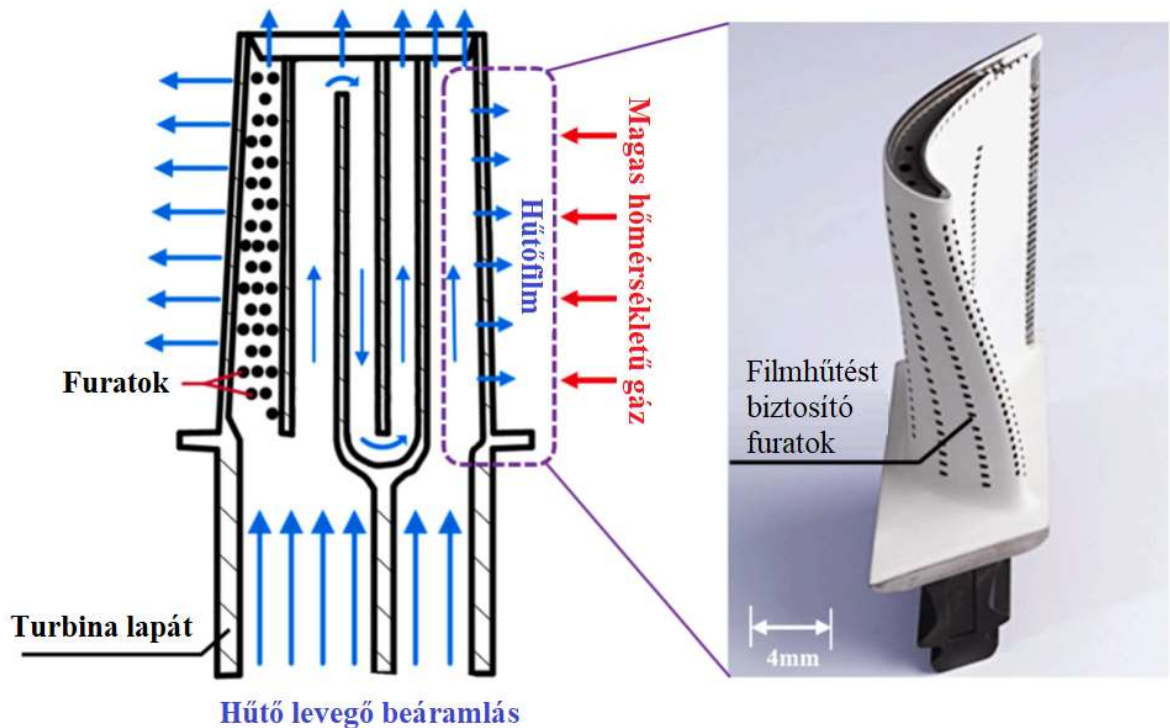 Furatok
Turbina lapát
Hűtő levegő beáramlás
Hűtőfilm
Magas hőmérsékletű gáz
Filmhűtést
biztosító
furatok
4mm